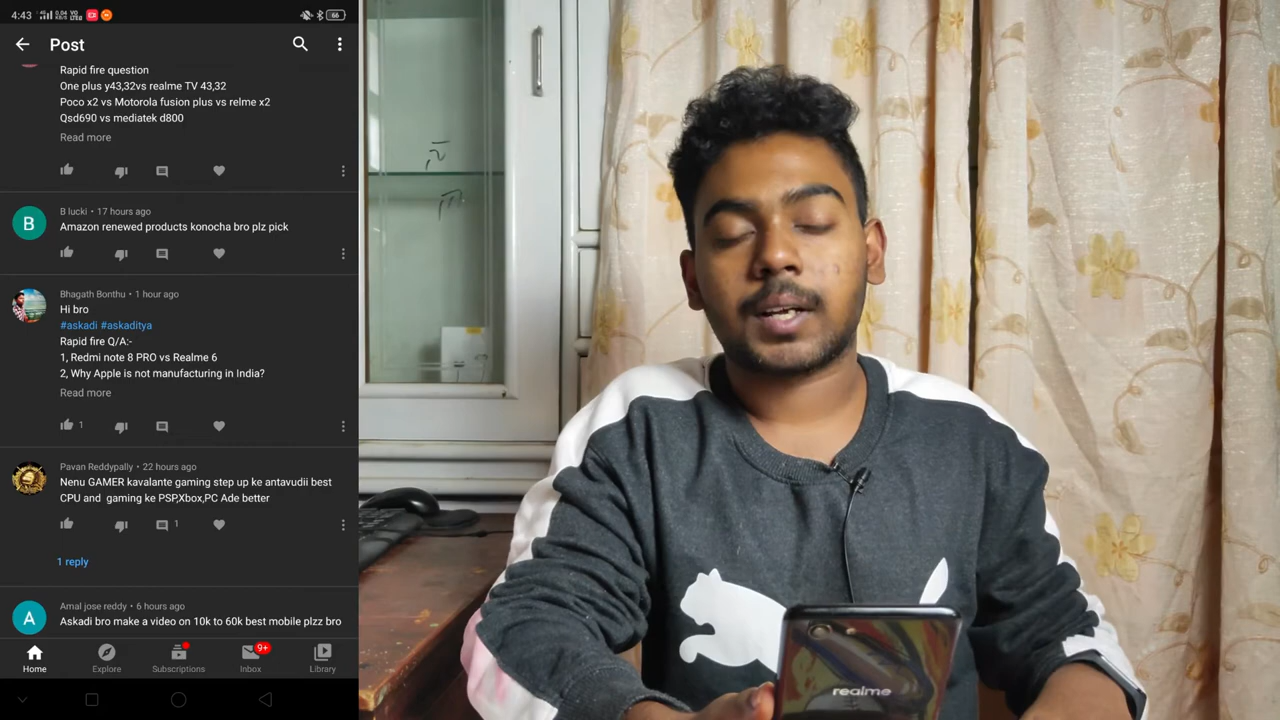 4:43
66
Post
Rapid fire question
One plus y43,32vs realme TV 43,32
Poco x2 vs Motorola fusion plus vs relme x2
Qsd690 vs mediatek d800
Read more
B
B lucki • 17 hours ago
Amazon renewed products konocha bro plz pick
Bhagath Bonthu • 1 hour ago
Hi bro
#askadi #askaditya
Rapid fire Q/A:-
1, Redmi note 8 PRO vs Realme 6
2, Why Apple is not manufacturing in India?
Read more
1
Pavan Reddypally • 22 hours ago
Nenu GAMER kavalante gaming step up ke antavudii best
CPU and gaming ke PSP,Xbox,PC Ade better
1
1 reply
A
Amal jose reddy • 6 hours ago
Askadi bro make a video on 10k to 60k best mobile plzz bro
9+
Home
Explore
Subscriptions
Inbox
Library
realme